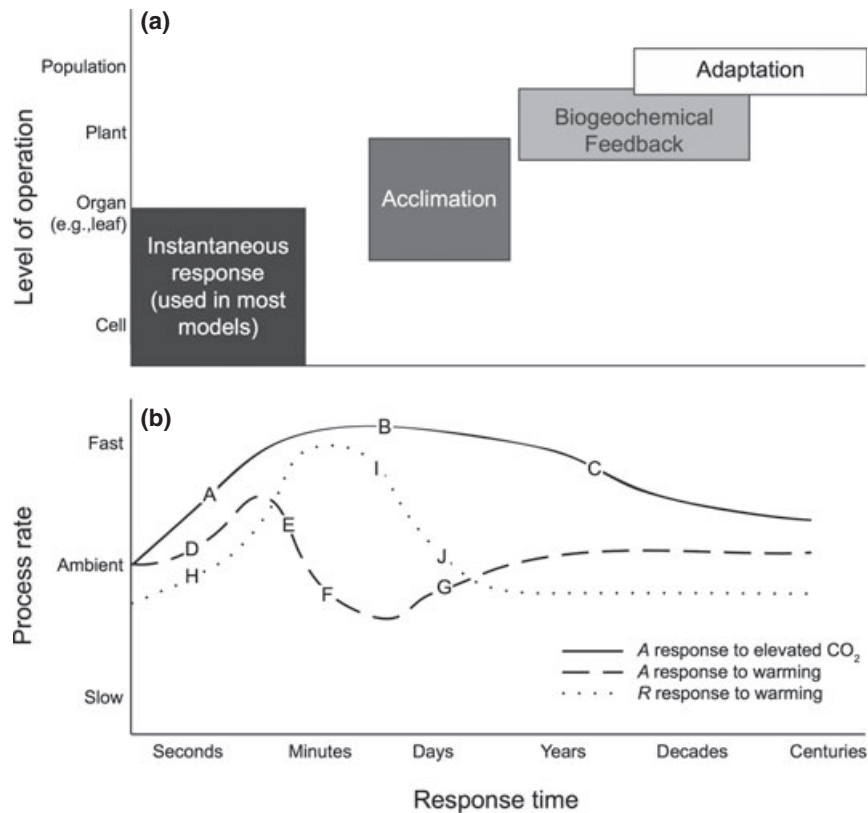 (a)
Level of operation
Population
Plant
Organ
(e.g.,leaf)
Cell
Instantaneous
response
(used in most
models)
Acclimation
Biogeochemical
Feedback
Adaptation
(b)
Process rate
Fast
Ambient
Slow
A
B
C
D
E
F
G
H
I
J
A response to elevated CO₂
A response to warming
R response to warming
Seconds
Minutes
Days
Years
Decades
Centuries
Response time